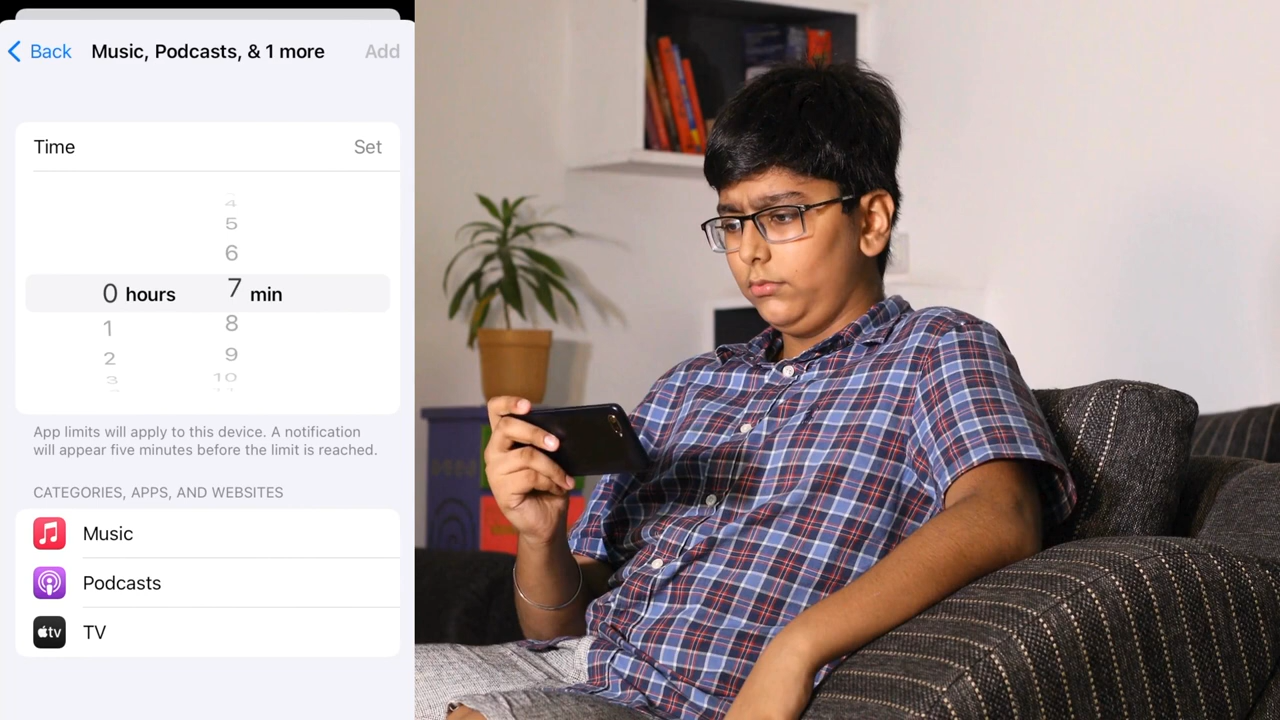 Back
Music, Podcasts, & 1 more
Add
Time
Set
4
5
6
0 hours 7 min
1 8
2 9
3 10
App limits will apply to this device. A notification
will appear five minutes before the limit is reached.
CATEGORIES, APPS, AND WEBSITES
Music
Podcasts
tv TV